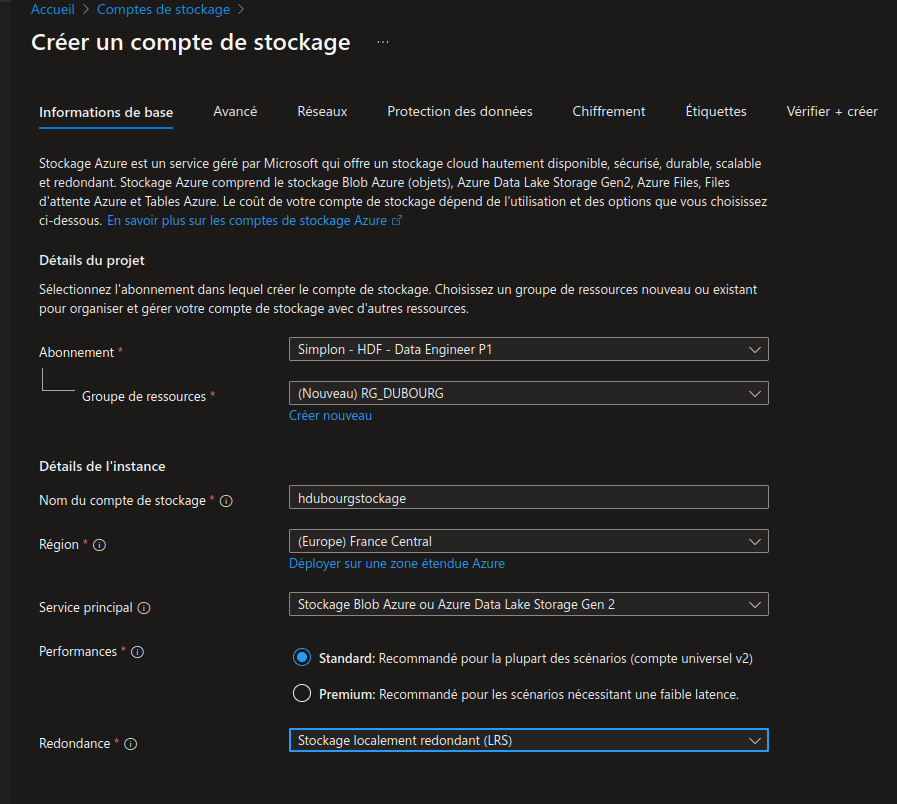 Accueil > Comptes de stockage >
Créer un compte de stockage ...
Informations de base Avancé Réseaux Protection des données Chiffrement Étiquettes Vérifier + créer
Stockage Azure est un service géré par Microsoft qui offre un stockage cloud hautement disponible, sécurisé, durable, scalable
et redondant. Stockage Azure comprend le stockage Blob Azure (objets), Azure Data Lake Storage Gen2, Azure Files, Files
d'attente Azure et Tables Azure. Le coût de votre compte de stockage dépend de l'utilisation et des options que vous choisissez
ci-dessous. En savoir plus sur les comptes de stockage Azure
Détails du projet
Sélectionnez l'abonnement dans lequel créer le compte de stockage. Choisissez un groupe de ressources nouveau ou existant
pour organiser et gérer votre compte de stockage avec d'autres ressources.
Abonnement * Simplon - HDF - Data Engineer P1
Groupe de ressources * (Nouveau) RG_DUBOURG
Créer nouveau
Détails de l'instance
Nom du compte de stockage * hdubourgstockage
Région * (Europe) France Central
Déployer sur une zone étendue Azure
Service principal Stockage Blob Azure ou Azure Data Lake Storage Gen 2
Performances * Standard: Recommandé pour la plupart des scénarios (compte universel v2)
Premium: Recommandé pour les scénarios nécessitant une faible latence.
Redondance * Stockage localement redondant (LRS)